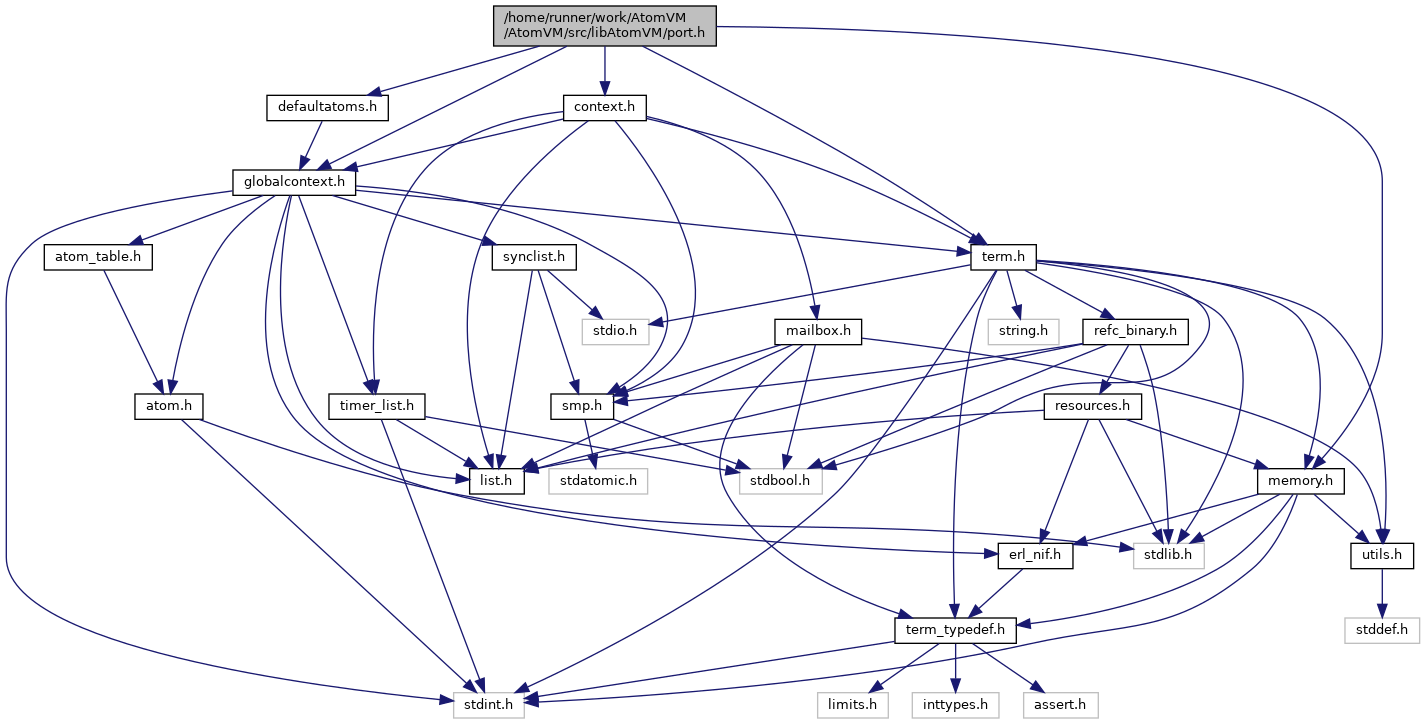 /home/runner/work/AtomVM
/AtomVM/src/libAtomVM/port.h
defaultatoms.h
context.h
globalcontext.h
atom_table.h
synclist.h
term.h
stdio.h
mailbox.h
string.h
refc_binary.h
atom.h
timer_list.h
smp.h
resources.h
list.h
stdatomic.h
stdbool.h
memory.h
erl_nif.h
stdlib.h
utils.h
term_typedef.h
stddef.h
stdint.h
limits.h
inttypes.h
assert.h